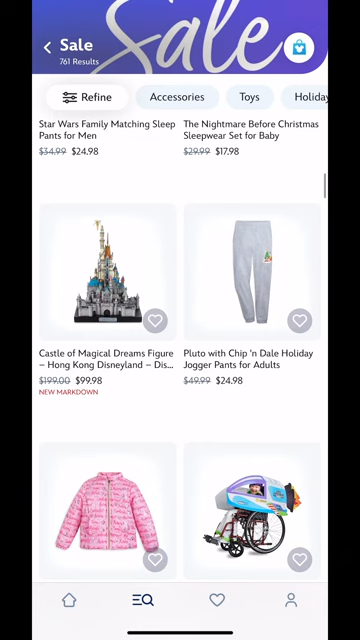 Sale
Sale
761 Results
Refine
Accessories
Toys
Holiday
Star Wars Family Matching Sleep
Pants for Men
$34.99 $24.98
The Nightmare Before Christmas
Sleepwear Set for Baby
$29.99 $17.98
Castle of Magical Dreams Figure
– Hong Kong Disneyland – Dis...
$199.00 $99.98
NEW MARKDOWN
Pluto with Chip 'n Dale Holiday
Jogger Pants for Adults
$49.99 $24.98